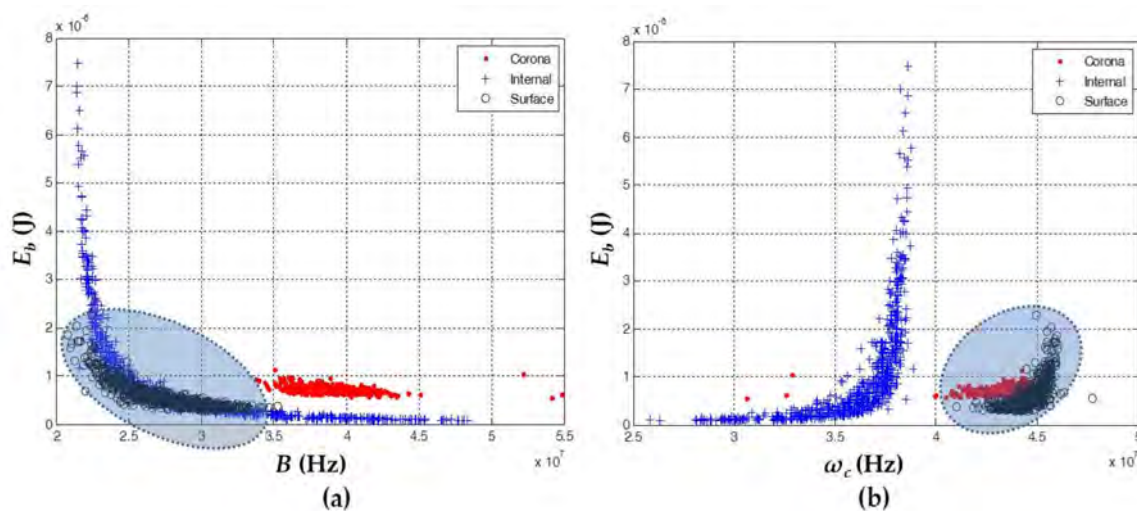 x 10⁻⁶
8
7
6
5
4
3
2
1
0
E_b (J)
Corona
Internal
Surface
2 2.5 3 3.5 4 4.5 5 5.5
x 10⁷
B (Hz)
(a)
x 10⁻⁶
8
7
6
5
4
3
2
1
0
E_b (J)
Corona
Internal
Surface
2.5 3 3.5 4 4.5 5
x 10⁷
ω_c (Hz)
(b)